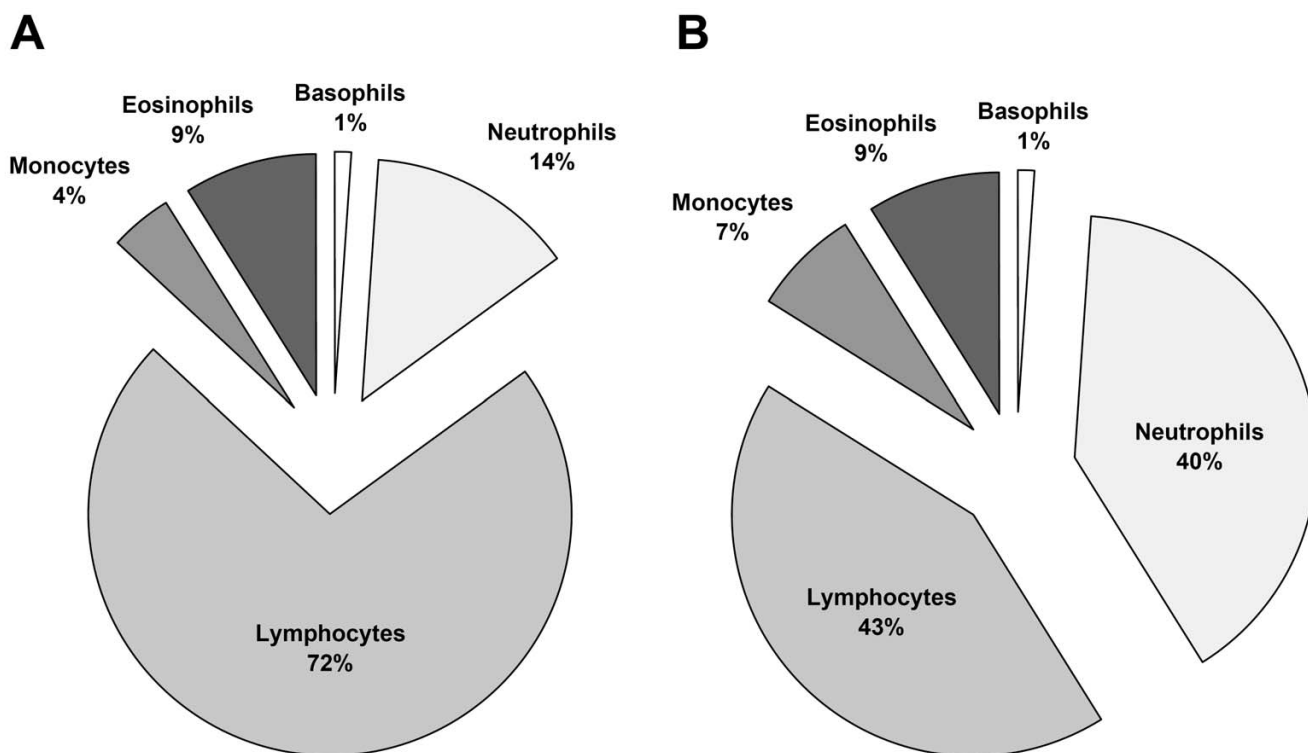 A
Basophils
1%
Eosinophils
9%
Neutrophils
14%
Monocytes
4%
Lymphocytes
72%
B
Basophils
1%
Eosinophils
9%
Monocytes
7%
Neutrophils
40%
Lymphocytes
43%